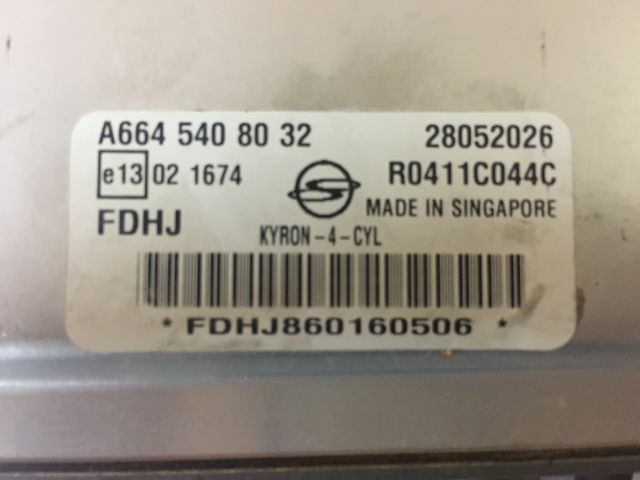 A664 540 80 32 28052026
e13 02 1674 R0411C044C
FDHJ MADE IN SINGAPORE
KYRON-4-CYL
* FDHJ860160506 *